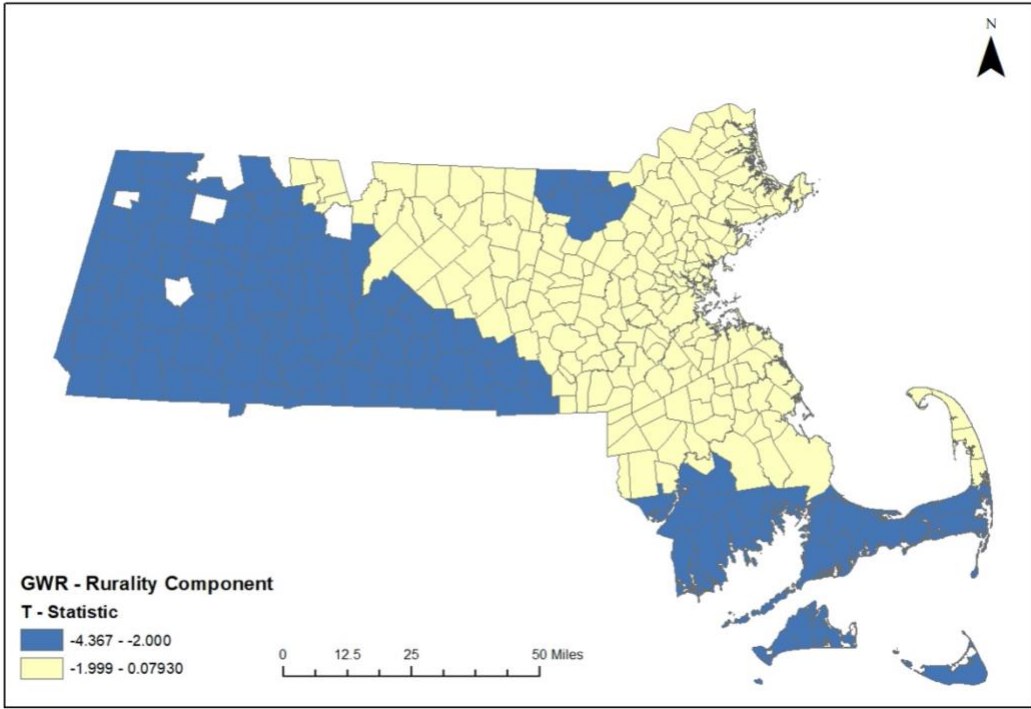 N
GWR - Rurality Component
T - Statistic
-4.367 - -2.000
-1.999 - 0.07930
0 12.5 25 50 Miles